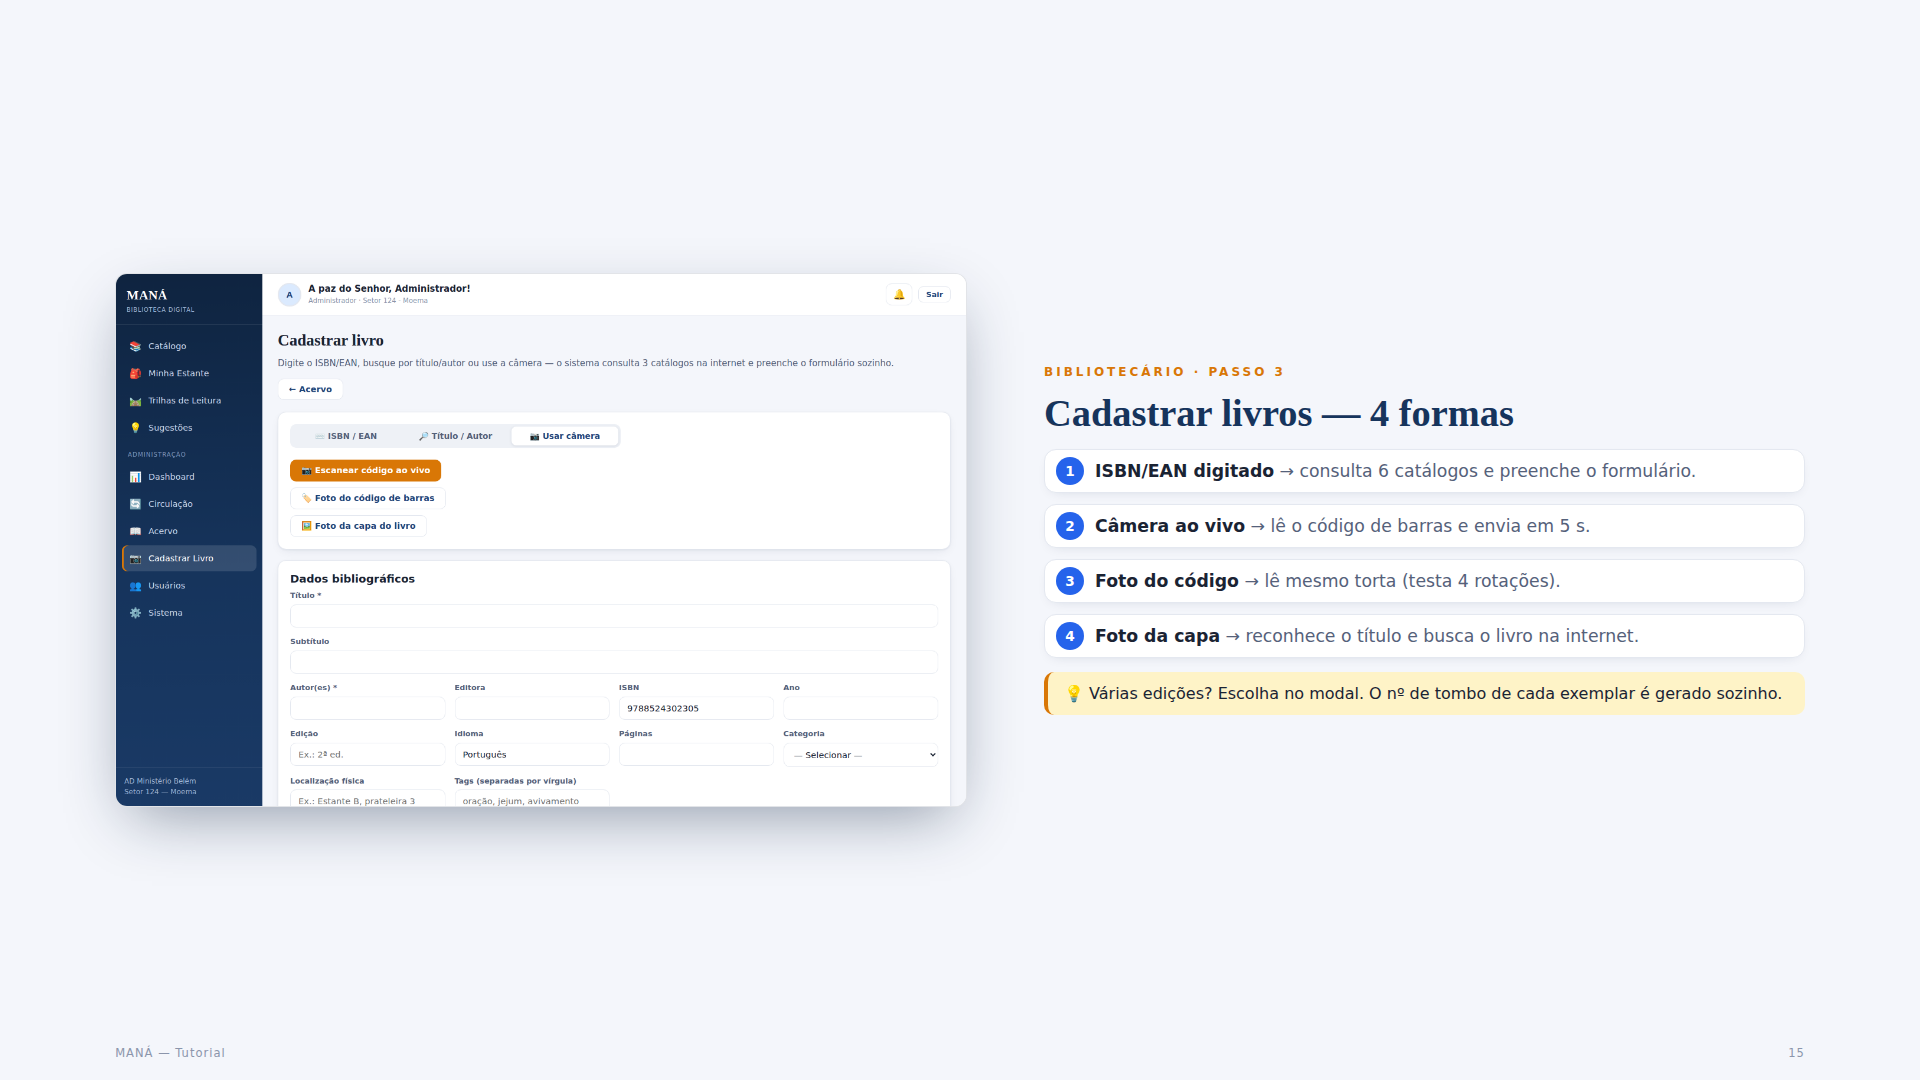 MANÁ
BIBLIOTECA DIGITAL
📚 Catálogo
🎒 Minha Estante
🛤️ Trilhas de Leitura
💡 Sugestões
ADMINISTRAÇÃO
📊 Dashboard
🔄 Circulação
📖 Acervo
📷 Cadastrar Livro
👥 Usuários
⚙️ Sistema
AD Ministério Belém
Setor 124 — Moema
A
A paz do Senhor, Administrador!
Administrador · Setor 124 · Moema
🔔 Sair
Cadastrar livro
Digite o ISBN/EAN, busque por título/autor ou use a câmera — o sistema consulta 3 catálogos na internet e preenche o formulário sozinho.
← Acervo
⌨️ ISBN / EAN 🔎 Título / Autor 📷 Usar câmera
📷 Escanear código ao vivo
🏷️ Foto do código de barras
🖼️ Foto da capa do livro
Dados bibliográficos
Título *
Subtítulo
Autor(es) * Editora ISBN Ano
9788524302305
Edição Idioma Páginas Categoria
Ex.: 2ª ed. Português — Selecionar —
Localização física Tags (separadas por vírgula)
Ex.: Estante B, prateleira 3 oração, jejum, avivamento
BIBLIOTECÁRIO · PASSO 3
Cadastrar livros — 4 formas
1 ISBN/EAN digitado → consulta 6 catálogos e preenche o formulário.
2 Câmera ao vivo → lê o código de barras e envia em 5 s.
3 Foto do código → lê mesmo torta (testa 4 rotações).
4 Foto da capa → reconhece o título e busca o livro na internet.
💡 Várias edições? Escolha no modal. O nº de tombo de cada exemplar é gerado sozinho.
MANÁ — Tutorial
15